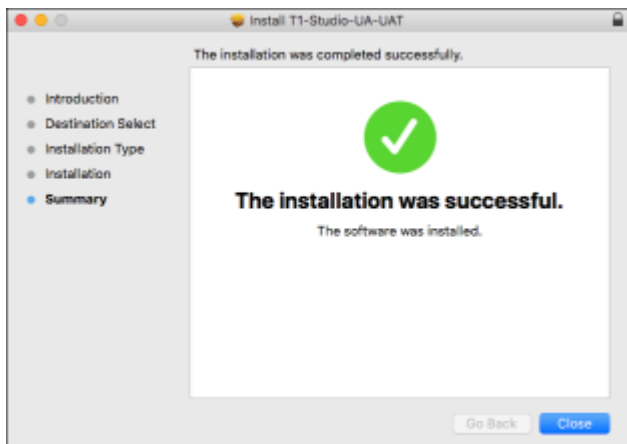 Install T1-Studio-UA-UAT
The installation was completed successfully.
Introduction
Destination Select
Installation Type
Installation
Summary
The installation was successful.
The software was installed.
Go Back
Close